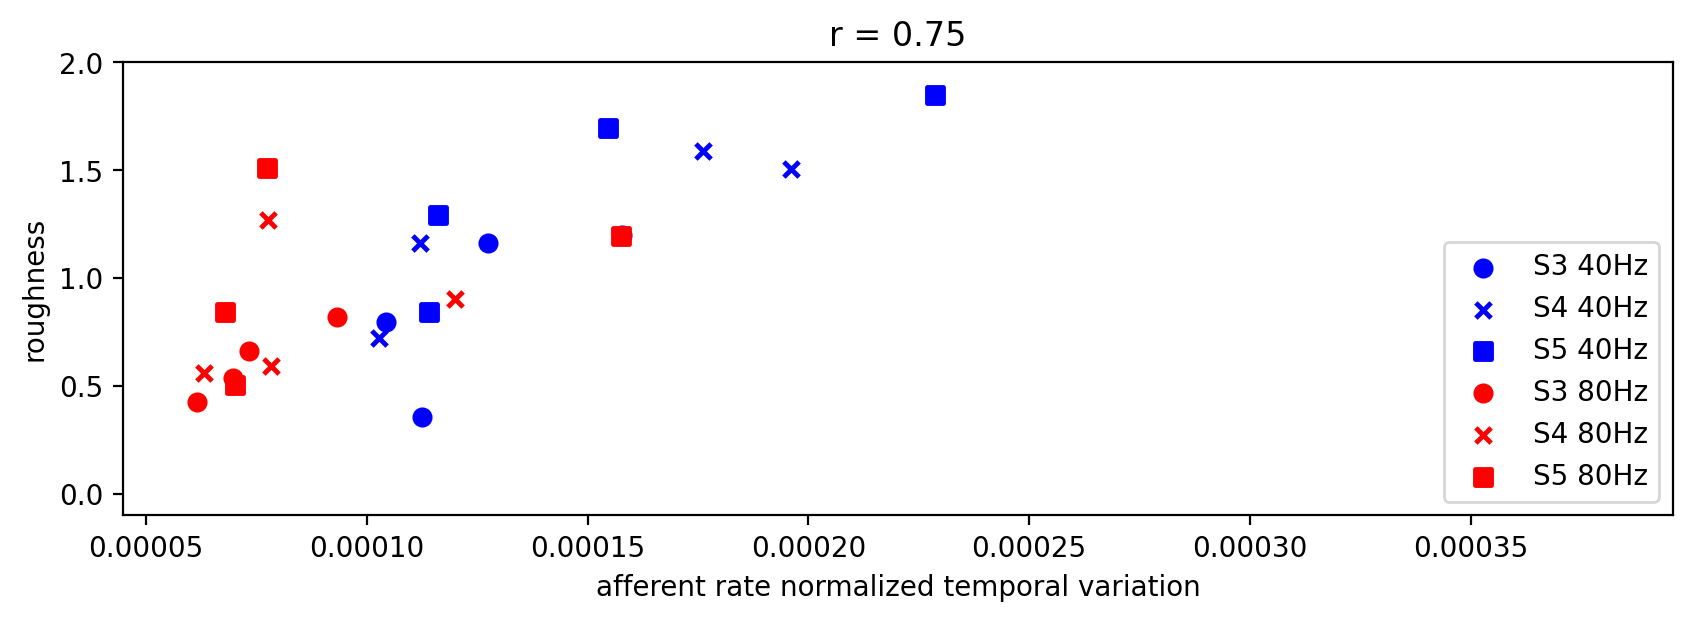 r = 0.75
2.0
1.5
1.0
0.5
0.0
roughness
S3 40Hz
S4 40Hz
S5 40Hz
S3 80Hz
S4 80Hz
S5 80Hz
0.00005 0.00010 0.00015 0.00020 0.00025 0.00030 0.00035
afferent rate normalized temporal variation